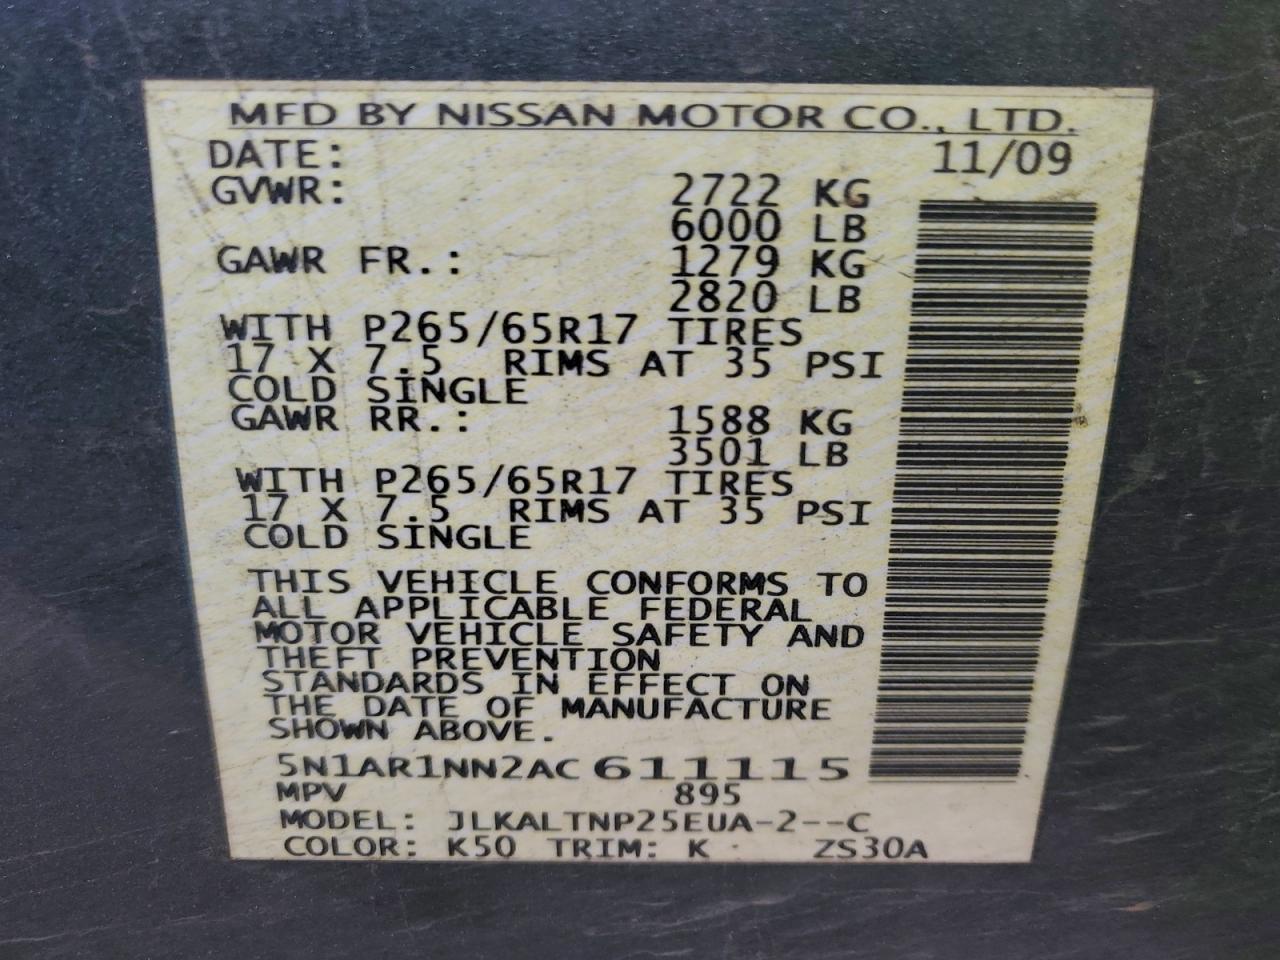 MFD BY NISSAN MOTOR CO., LTD.
DATE: 11/09
GVWR: 2722 KG
6000 LB
GAWR FR.: 1279 KG
2820 LB
WITH P265/65R17 TIRES
17 X 7.5 RIMS AT 35 PSI
COLD SINGLE
GAWR RR.: 1588 KG
3501 LB
WITH P265/65R17 TIRES
17 X 7.5 RIMS AT 35 PSI
COLD SINGLE
THIS VEHICLE CONFORMS TO
ALL APPLICABLE FEDERAL
MOTOR VEHICLE SAFETY AND
THEFT PREVENTION
STANDARDS IN EFFECT ON
THE DATE OF MANUFACTURE
SHOWN ABOVE.
5N1AR1NN2AC611115
MPV 895
MODEL: JLKALTNP25EUA-2--C
COLOR: K50 TRIM: K ZS30A